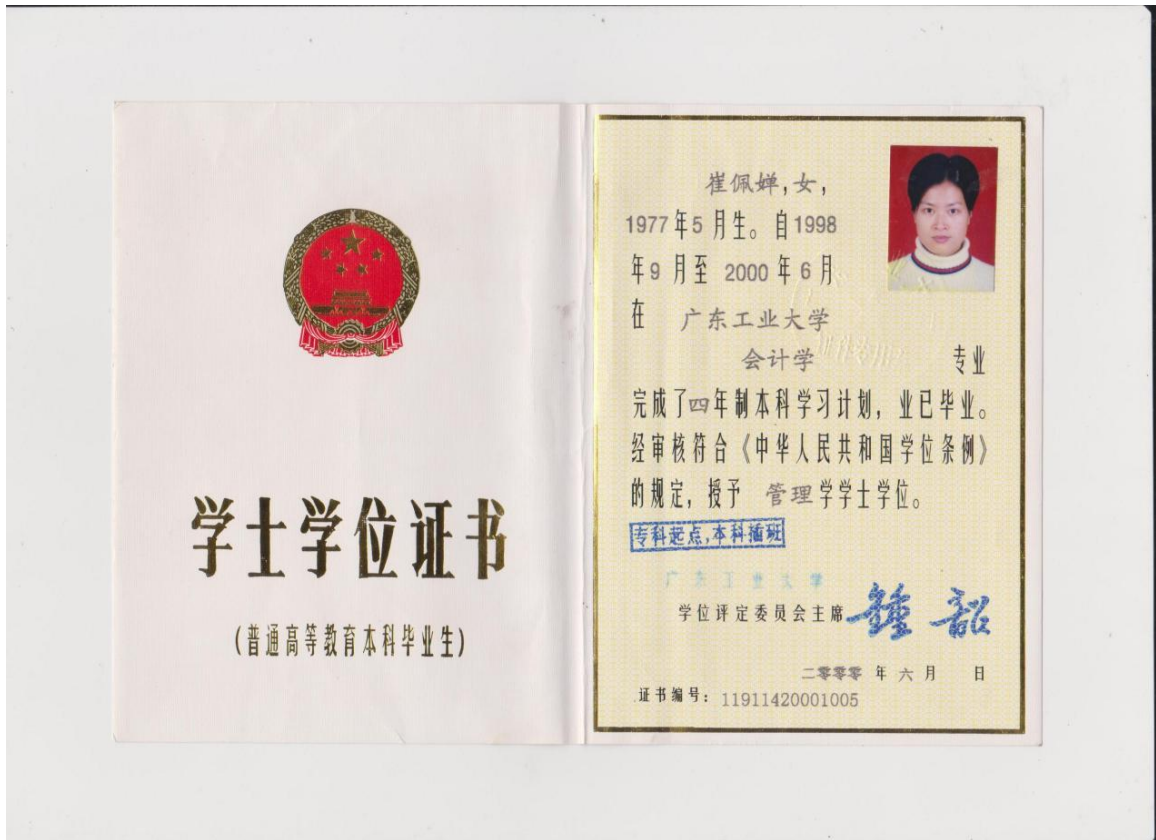 学士学位证书
(普通高等教育本科毕业生)
崔佩婵,女,
1977年5月生。自1998
年9月至 2000年6月
在 广东工业大学
会计学 专业
完成了四年制本科学习计划, 业已毕业。
经审核符合《中华人民共和国学位条例》
的规定, 授予 管理学学士学位。
专科起点,本科插班
广东工业大学
学位评定委员会主席 鍾韶
二零零零 年 六 月 日
证书编号: 11911420001005